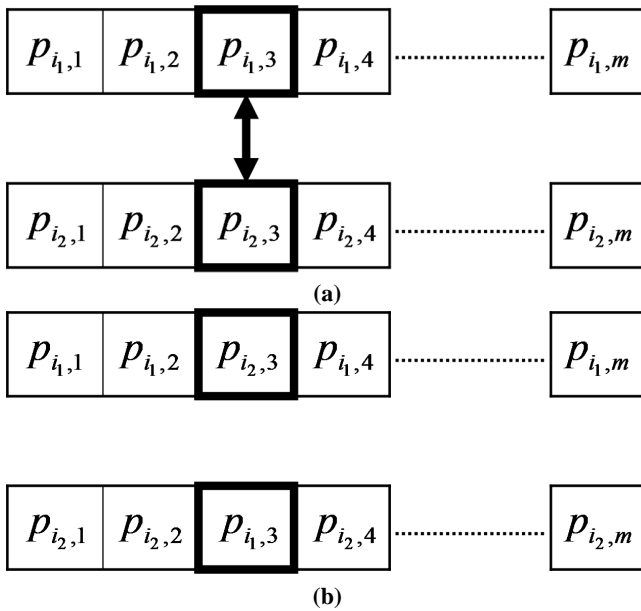 p_{i_1,1} p_{i_1,2} p_{i_1,3} p_{i_1,4} p_{i_1,m}
p_{i_2,1} p_{i_2,2} p_{i_2,3} p_{i_2,4} p_{i_2,m}
(a)
p_{i_1,1} p_{i_1,2} p_{i_2,3} p_{i_1,4} p_{i_1,m}
p_{i_2,1} p_{i_2,2} p_{i_1,3} p_{i_2,4} p_{i_2,m}
(b)